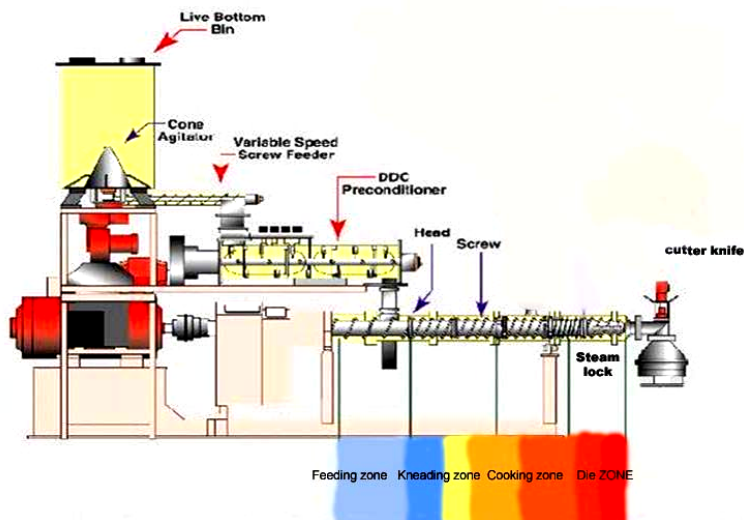 Live Bottom
Bin
Cone
Agitator
Variable Speed
Screw Feeder
DDC
Preconditioner
Head
Screw
cutter knife
Steam
lock
Feeding zone
Kneading zone
Cooking zone
Die ZONE